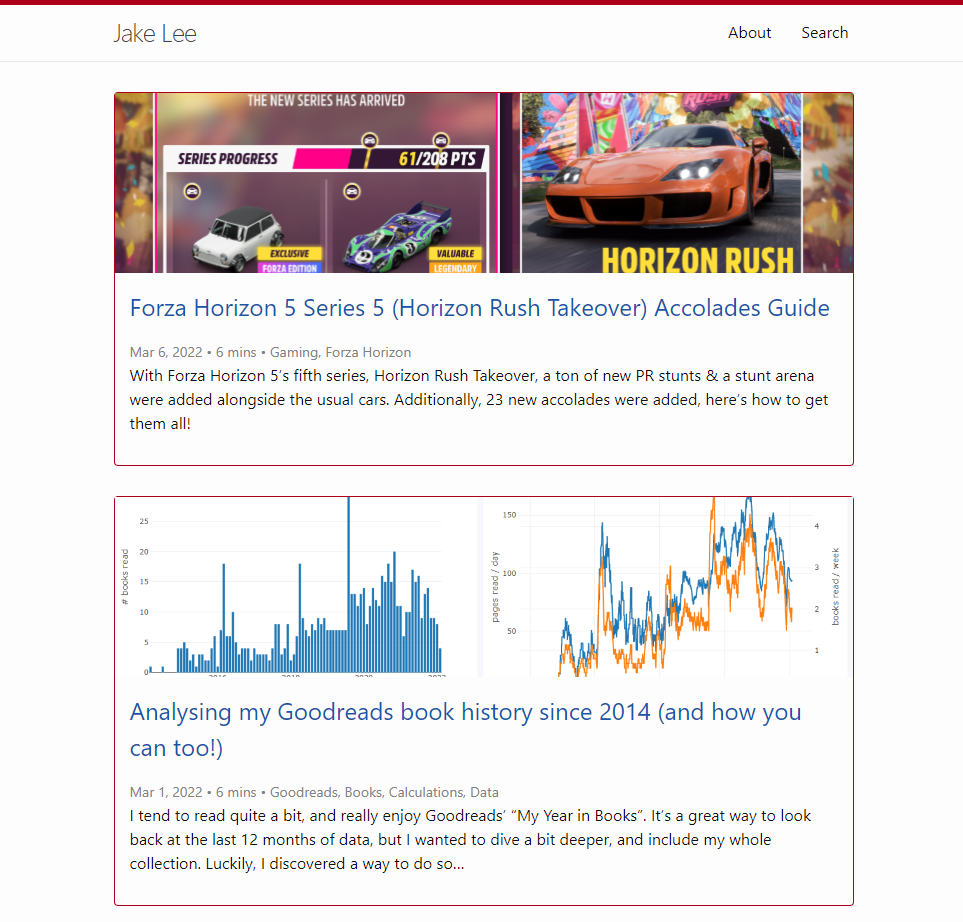 Jake Lee
About
Search
THE NEW SERIES HAS ARRIVED
SERIES PROGRESS
61/208 PTS
EXCLUSIVE
FORZA EDITION
VALUABLE
LEGENDARY
RUSH
HORIZON RUSH
Forza Horizon 5 Series 5 (Horizon Rush Takeover) Accolades Guide
Mar 6, 2022 • 6 mins • Gaming, Forza Horizon
With Forza Horizon 5’s fifth series, Horizon Rush Takeover, a ton of new PR stunts & a stunt arena
were added alongside the usual cars. Additionally, 23 new accolades were added, here’s how to get
them all!
# books read
25
20
15
10
5
0
2016
2018
2020
2022
pages read / day
150
100
50
4
3
2
1
books read / week
Analysing my Goodreads book history since 2014 (and how you
can too!)
Mar 1, 2022 • 6 mins • Goodreads, Books, Calculations, Data
I tend to read quite a bit, and really enjoy Goodreads’ “My Year in Books”. It’s a great way to look
back at the last 12 months of data, but I wanted to dive a bit deeper, and include my whole
collection. Luckily, I discovered a way to do so...